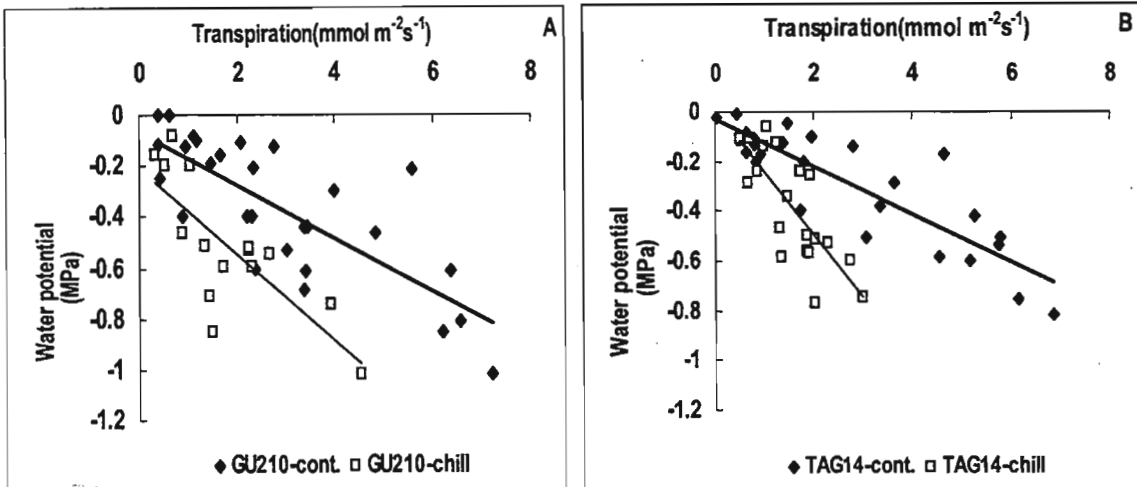 Transpiration(mmol m⁻²s⁻¹) A
0 2 4 6 8
0
-0.2
-0.4
-0.6
-0.8
-1
-1.2
Water potential
(MPa)
GU210-cont. GU210-chill
Transpiration(mmol m⁻²s⁻¹) B
0 2 4 6 8
0
-0.2
-0.4
-0.6
-0.8
-1
-1.2
Water potential
(MPa)
TAG14-cont. TAG14-chill